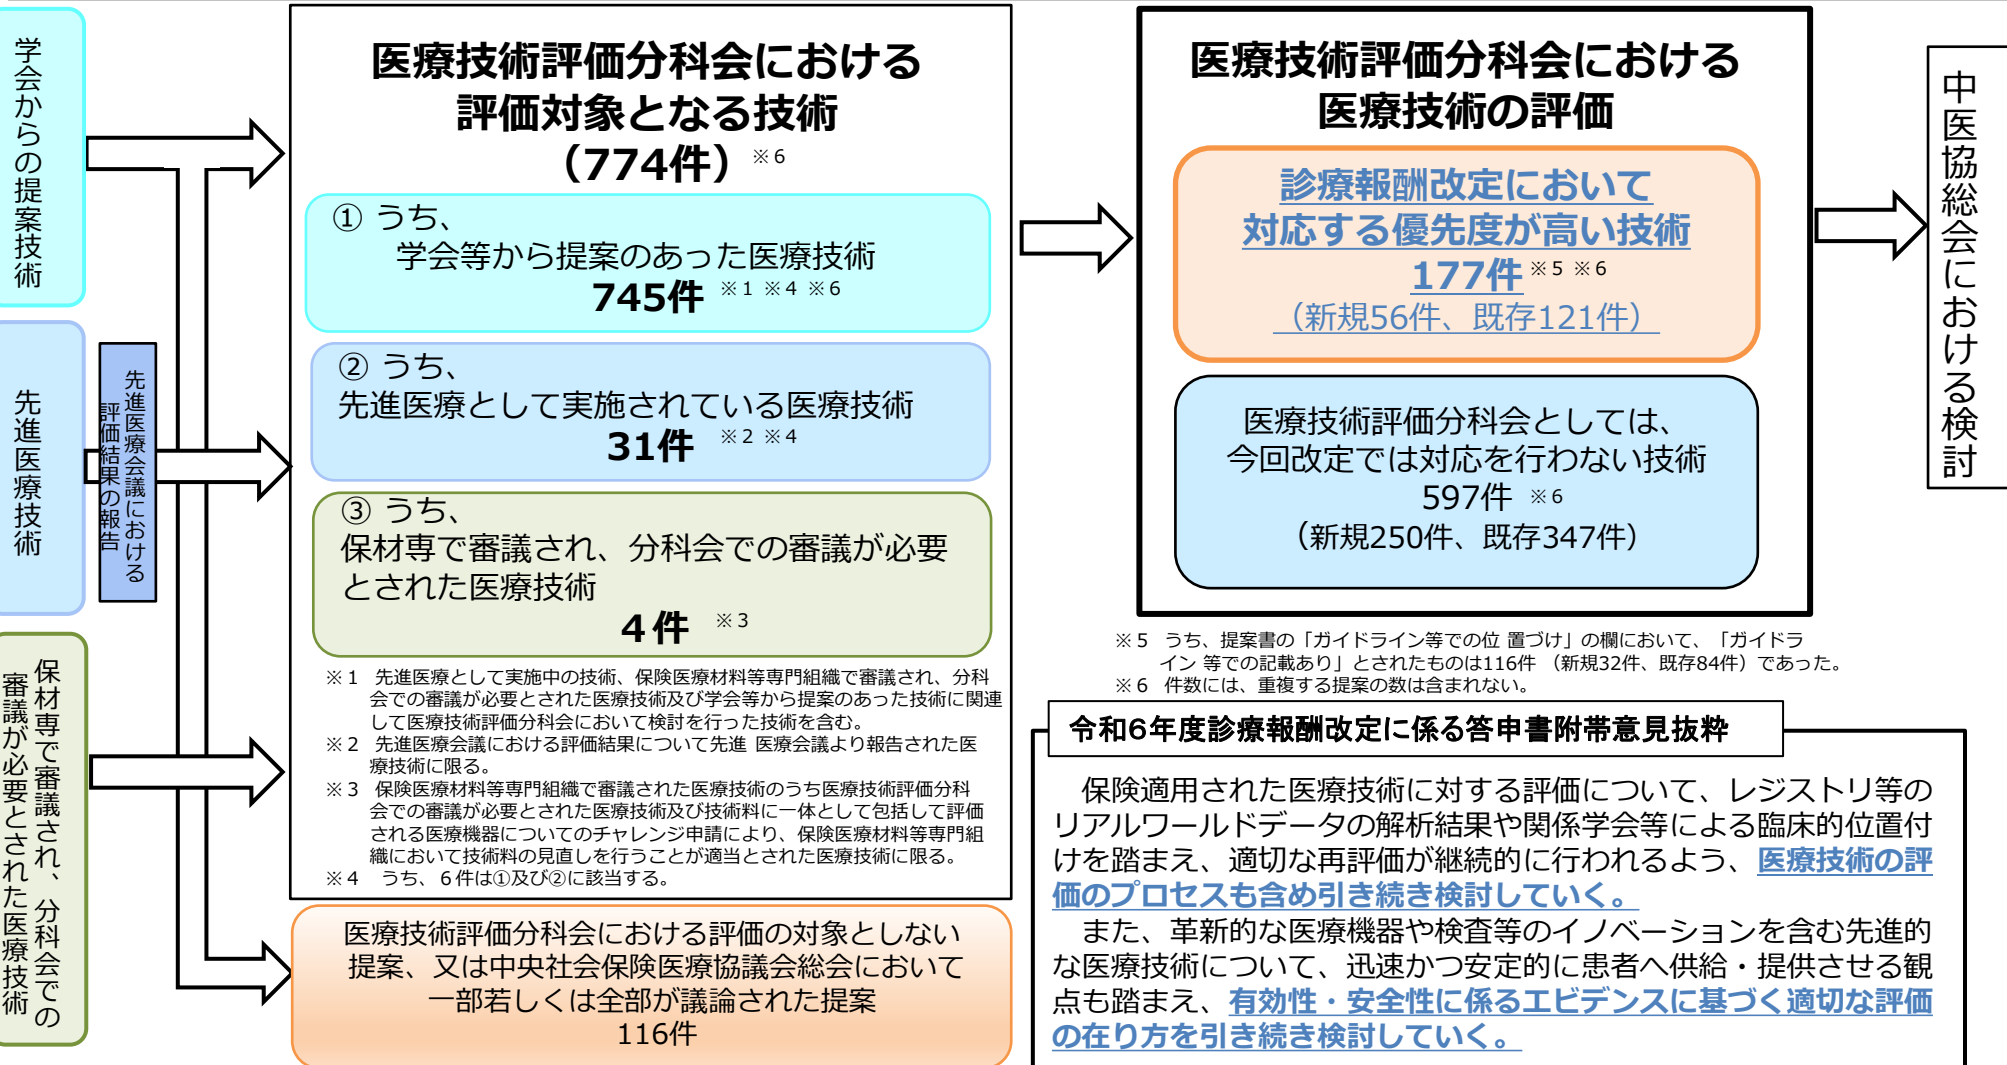 学会からの提案技術
先進医療技術
先進医療会議における
評価結果の報告
保材専で審議され、分科会での
審議が必要とされた医療技術
医療技術評価分科会における
評価対象となる技術
（774件）※６
① うち、
学会等から提案のあった医療技術
745件 ※１ ※４ ※６
② うち、
先進医療として実施されている医療技術
31件 ※２ ※４
③ うち、
保材専で審議され、分科会での審議が必要
とされた医療技術
４件 ※３
※１ 先進医療として実施中の技術、保険医療材料等専門組織で審議され、分科
会での審議が必要とされた医療技術及び学会等から提案のあった技術に関連
して医療技術評価分科会において検討を行った技術を含む。
※２ 先進医療会議における評価結果について先進 医療会議より報告された医
療技術に限る。
※３ 保険医療材料等専門組織で審議された医療技術のうち医療技術評価分科
会での審議が必要とされた医療技術及び技術料に一体として包括して評価
される医療機器についてのチャレンジ申請により、保険医療材料等専門組
織において技術料の見直しを行うことが適当とされた医療技術に限る。
※４ うち、６件は①及び②に該当する。
医療技術評価分科会における評価の対象としない
提案、又は中央社会保険医療協議会総会において
一部若しくは全部が議論された提案
116件
医療技術評価分科会における
医療技術の評価
診療報酬改定において
対応する優先度が高い技術
177件 ※５ ※６
（新規56件、既存121件）
医療技術評価分科会としては、
今回改定では対応を行わない技術
597件 ※６
（新規250件、既存347件）
※５ うち、提案書の「ガイドライン等での位 置づけ」の欄において、「ガイドラ
イン 等での記載あり」とされたものは116件 （新規32件、既存84件）であった。
※６ 件数には、重複する提案の数は含まれない。
中医協総会における検討
令和６年度診療報酬改定に係る答申書附帯意見抜粋
保険適用された医療技術に対する評価について、レジストリ等の
リアルワールドデータの解析結果や関係学会等による臨床的位置付
けを踏まえ、適切な再評価が継続的に行われるよう、医療技術の評
価のプロセスも含め引き続き検討していく。
また、革新的な医療機器や検査等のイノベーションを含む先進的
な医療技術について、迅速かつ安定的に患者へ供給・提供させる観
点も踏まえ、有効性・安全性に係るエビデンスに基づく適切な評価
の在り方を引き続き検討していく。